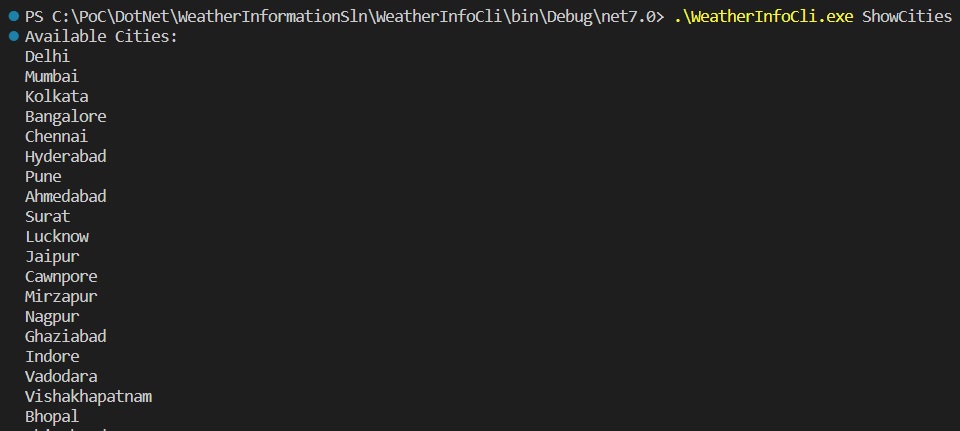 PS C:\PoC\DotNet\WeatherInformationSln\WeatherInfoCli\bin\Debug\net7.0> .\WeatherInfoCli.exe ShowCities
Available Cities:
Delhi
Mumbai
Kolkata
Bangalore
Chennai
Hyderabad
Pune
Ahmedabad
Surat
Lucknow
Jaipur
Cawnpore
Mirzapur
Nagpur
Ghaziabad
Indore
Vadodara
Vishakhapatnam
Bhopal